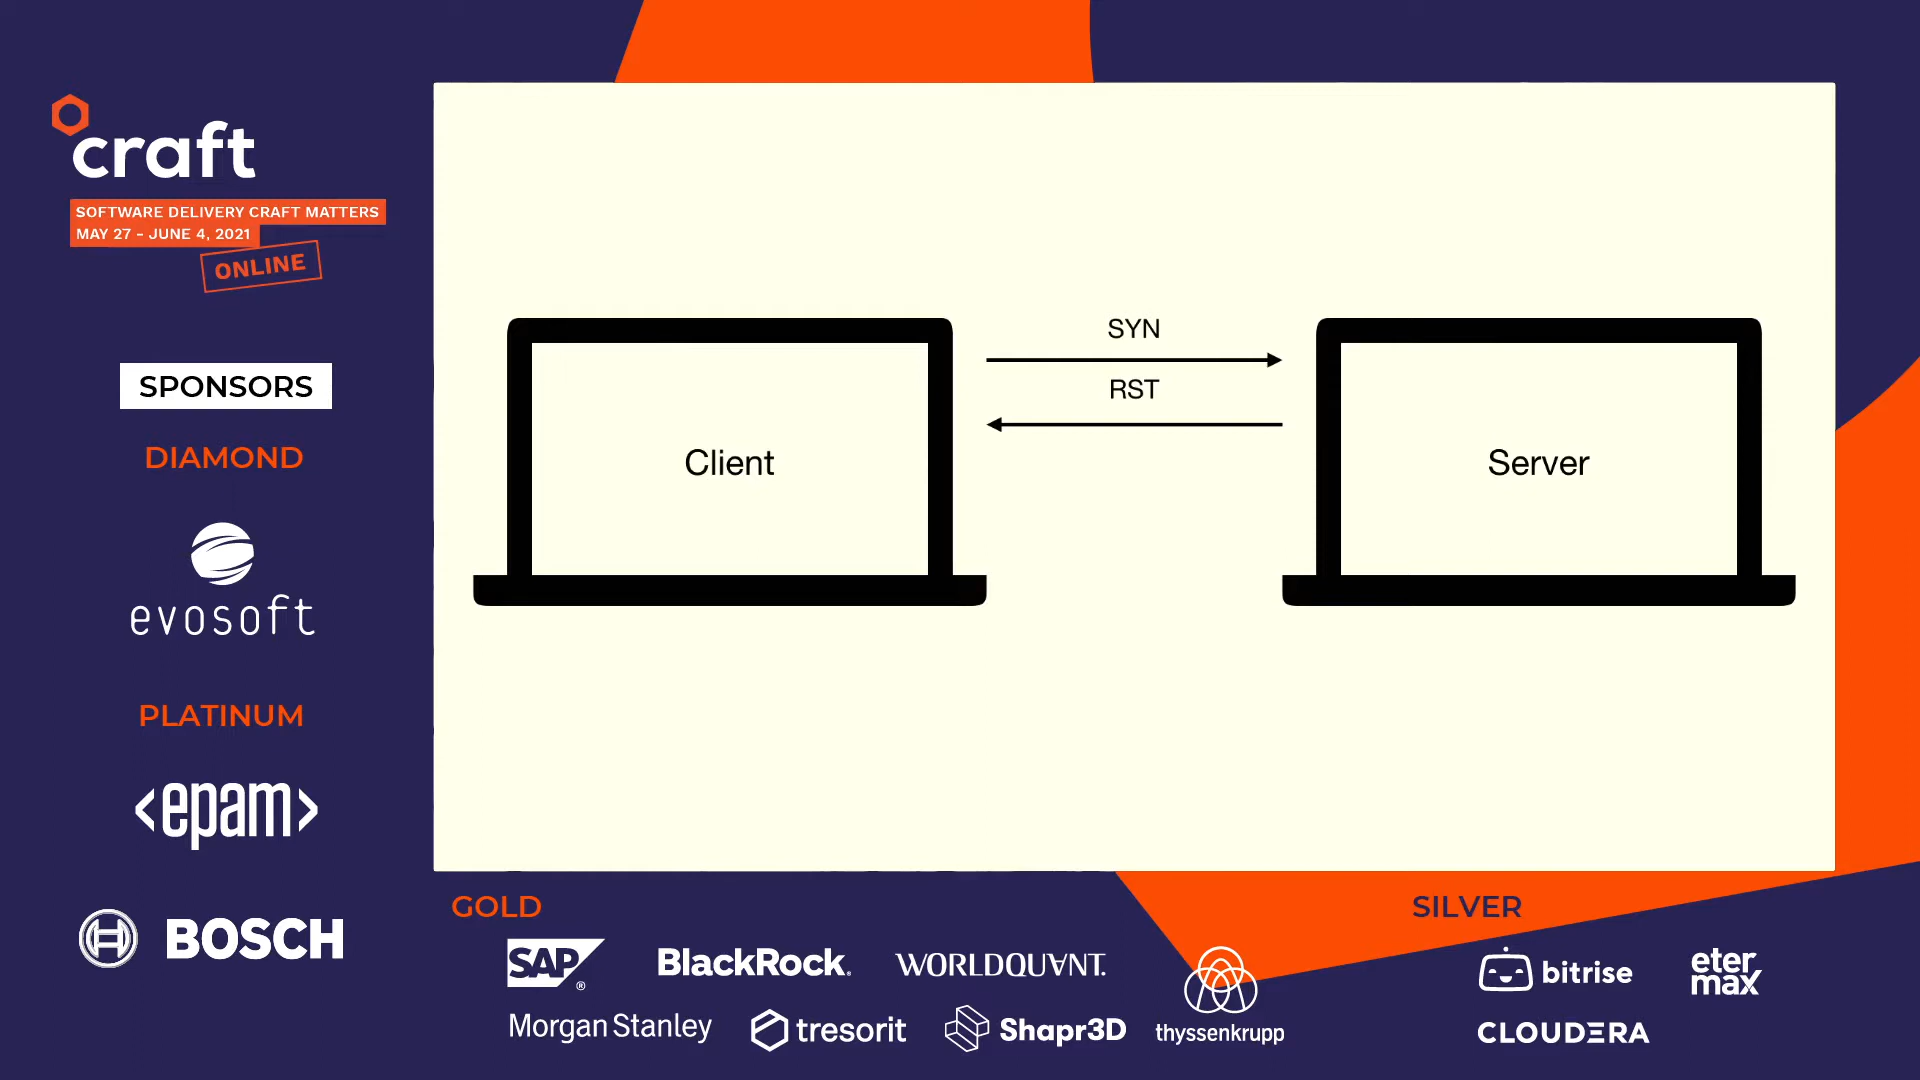 craft
SOFTWARE DELIVERY CRAFT MATTERS
MAY 27 - JUNE 4, 2021
ONLINE
SPONSORS
DIAMOND
evosoft
PLATINUM
<epam>
BOSCH
SYN
RST
Client
Server
GOLD
SAP®
BlackRock.
WORLDQUANT.
Morgan Stanley
tresorit
Shapr3D
thyssenkrupp
SILVER
bitrise
eter
max
CLOUDERA